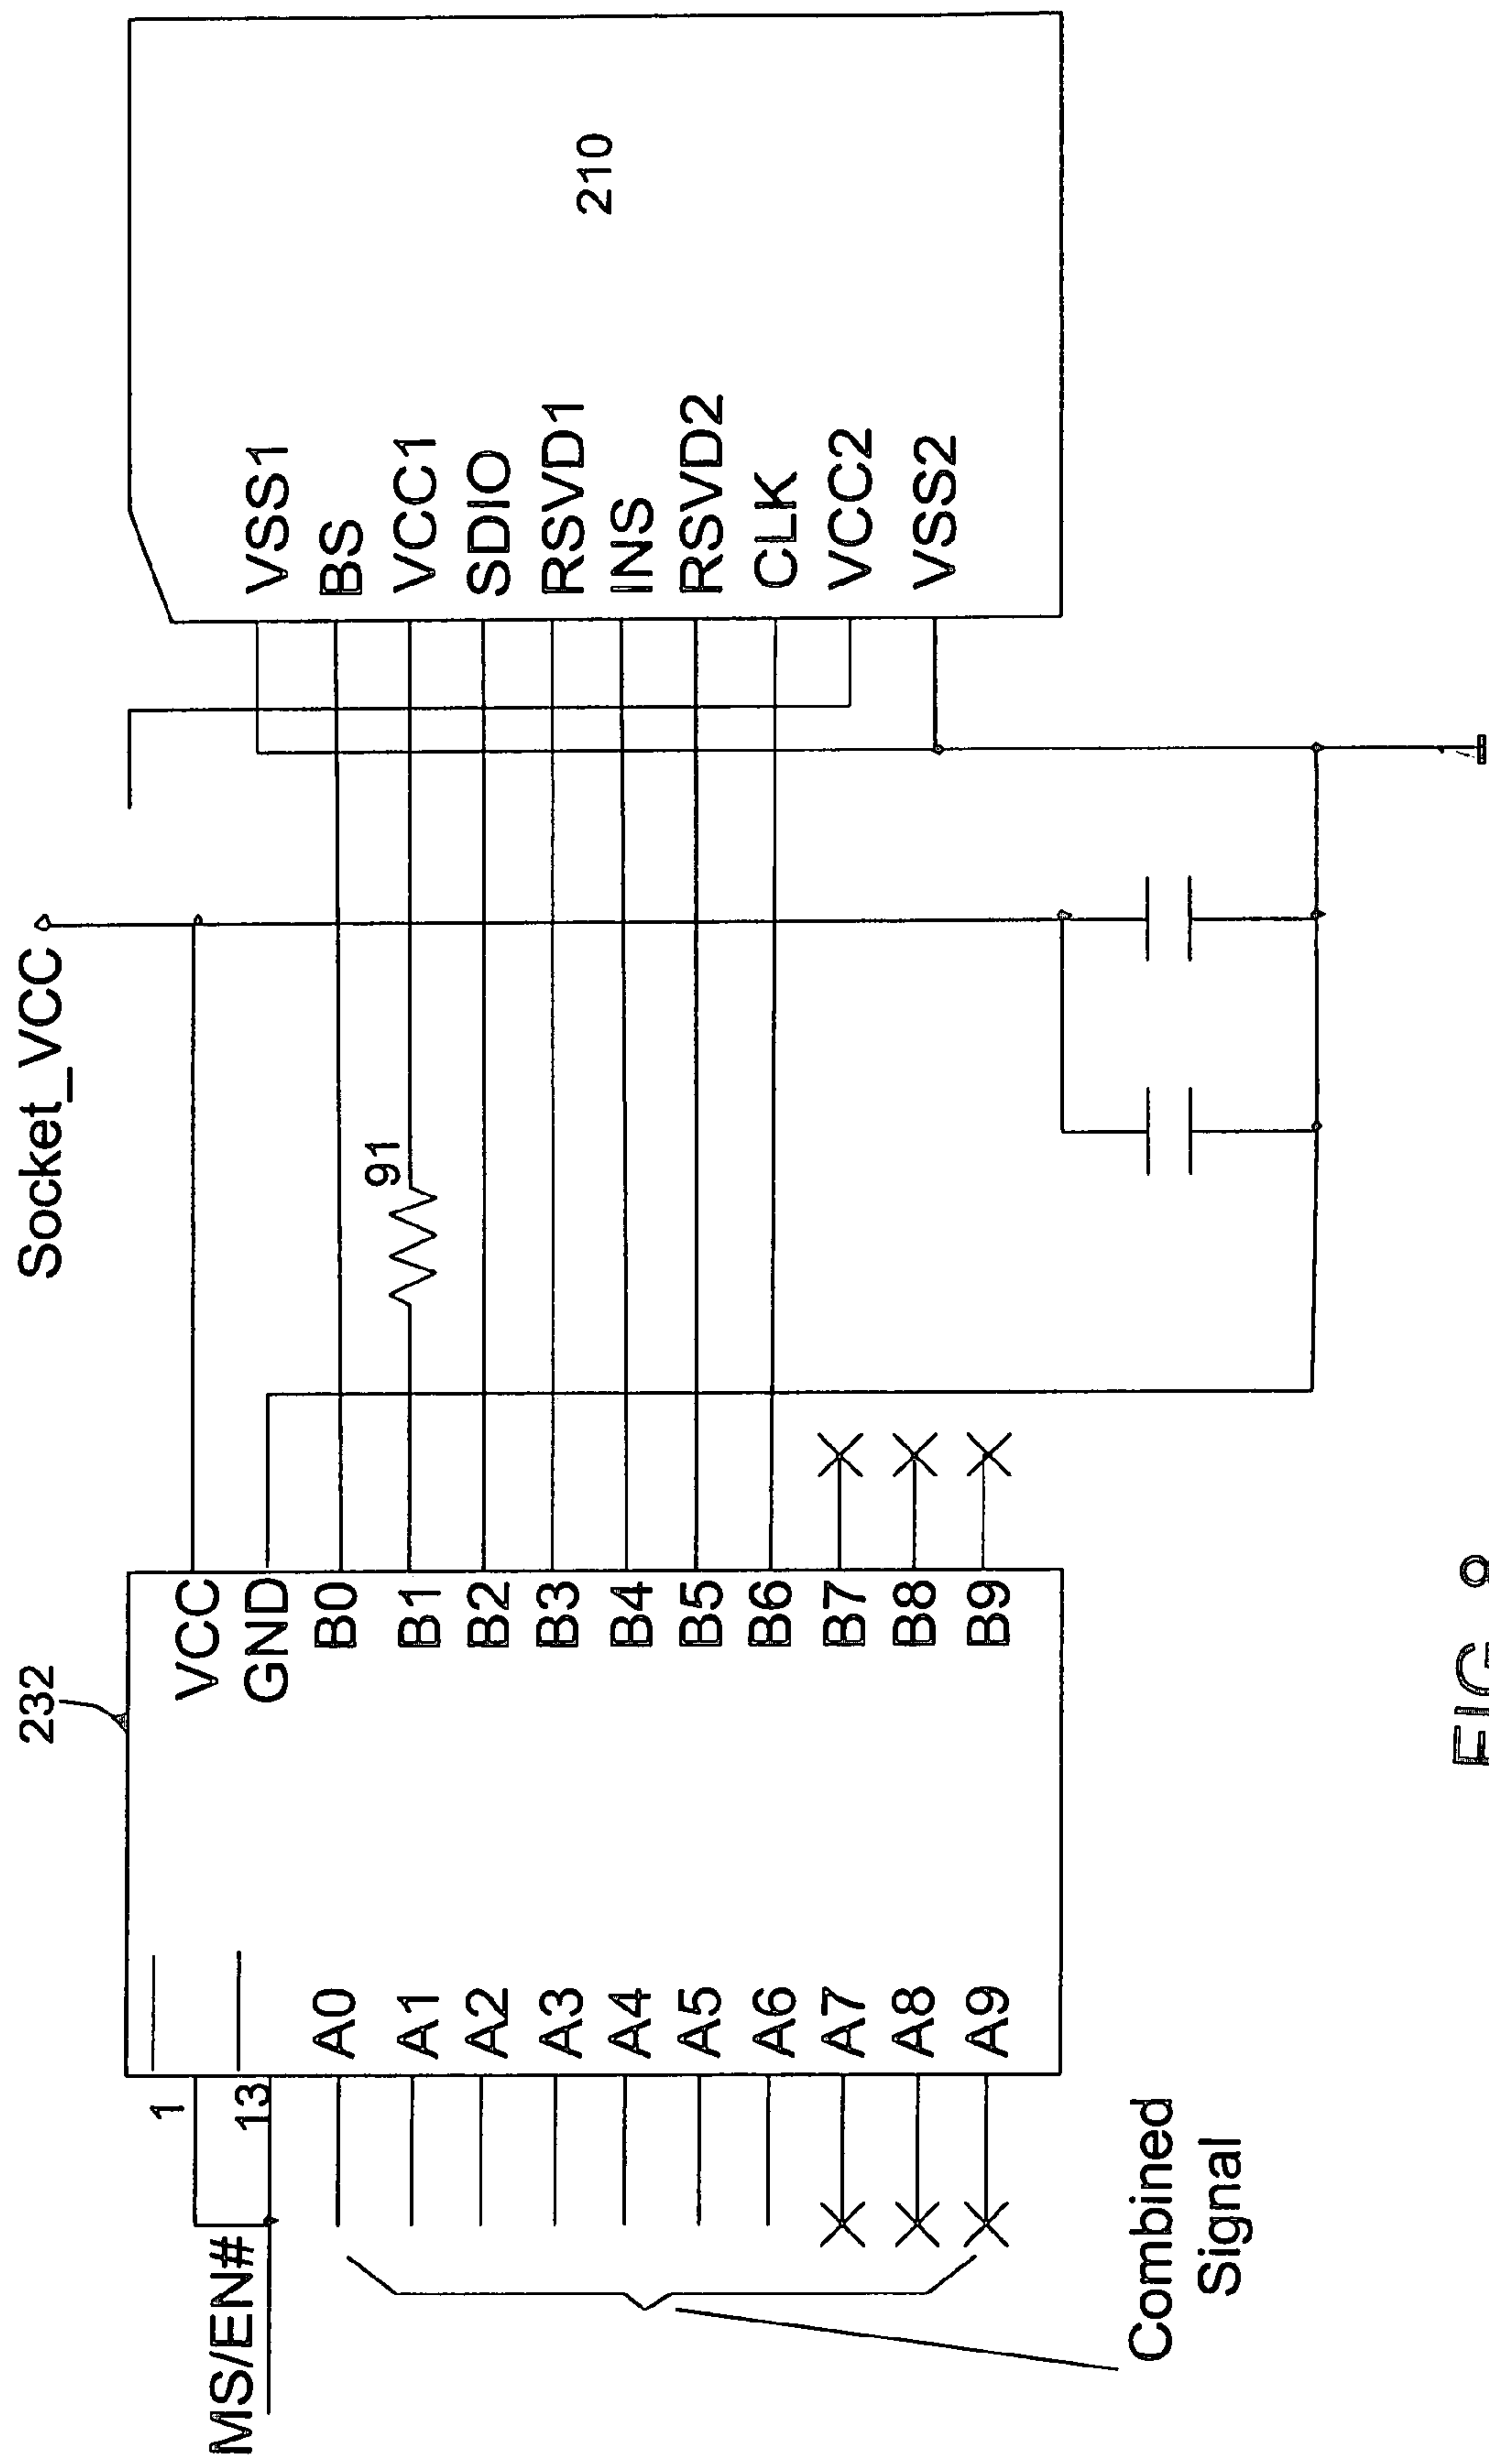 Socket_VCC
232
VCC
GND
B0
B1
B2
B3
B4
B5
B6
B7
B8
B9
1
13
MS/EN#
A0
A1
A2
A3
A4
A5
A6
A7
A8
A9
Combined
Signal
91
VSS1
BS
VCC1
SDIO
RSVD1
INS
RSVD2
CLK
VCC2
VSS2
210